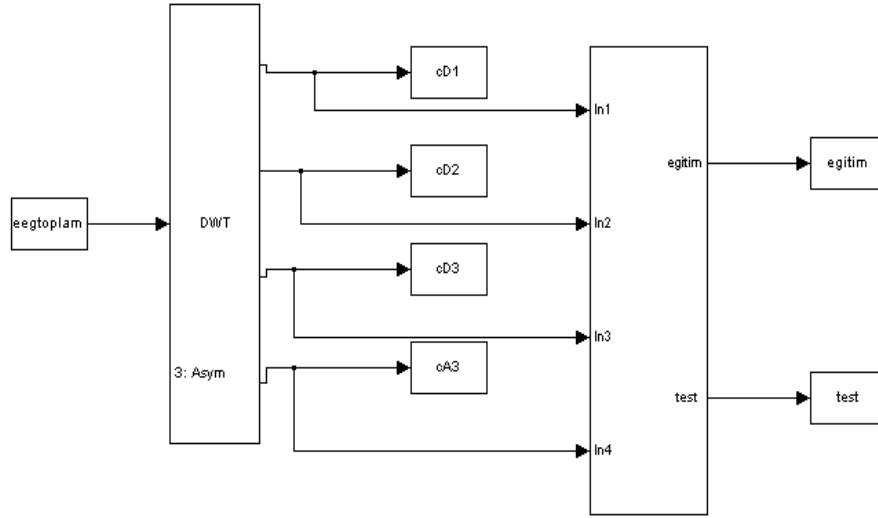 cD1
In1
cD2
egitim
egitim
eegtoplam
DWT
In2
cD3
In3
3: Asym
cA3
test
test
In4